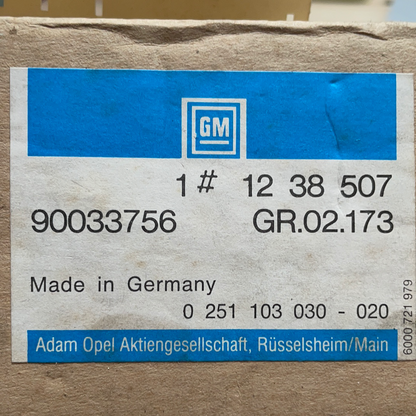 GM
1 # 12 38 507
90033756 GR.02.173
Made in Germany
0 251 103 030 - 020
Adam Opel Aktiengesellschaft, Rüsselsheim/Main
6000 721 979